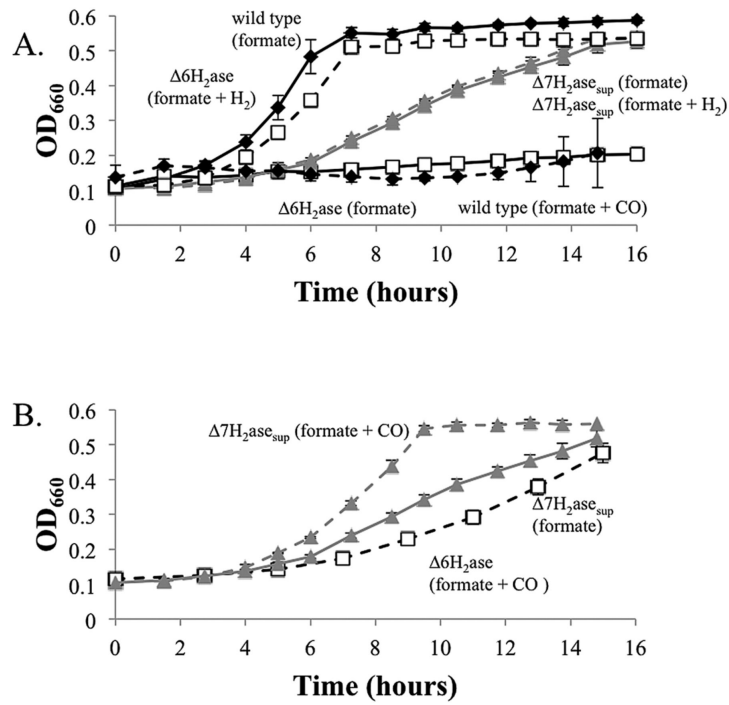 A.
OD660
0.6
0.5
0.4
0.3
0.2
0.1
0
wild type
(formate)
Δ6H2ase
(formate + H2)
Δ7H2asesup (formate)
Δ7H2asesup (formate + H2)
Δ6H2ase (formate)
wild type (formate + CO)
0 2 4 6 8 10 12 14 16
Time (hours)
B.
OD660
0.6
0.5
0.4
0.3
0.2
0.1
0
Δ7H2asesup (formate + CO)
Δ7H2asesup
(formate)
Δ6H2ase
(formate + CO )
0 2 4 6 8 10 12 14 16
Time (hours)